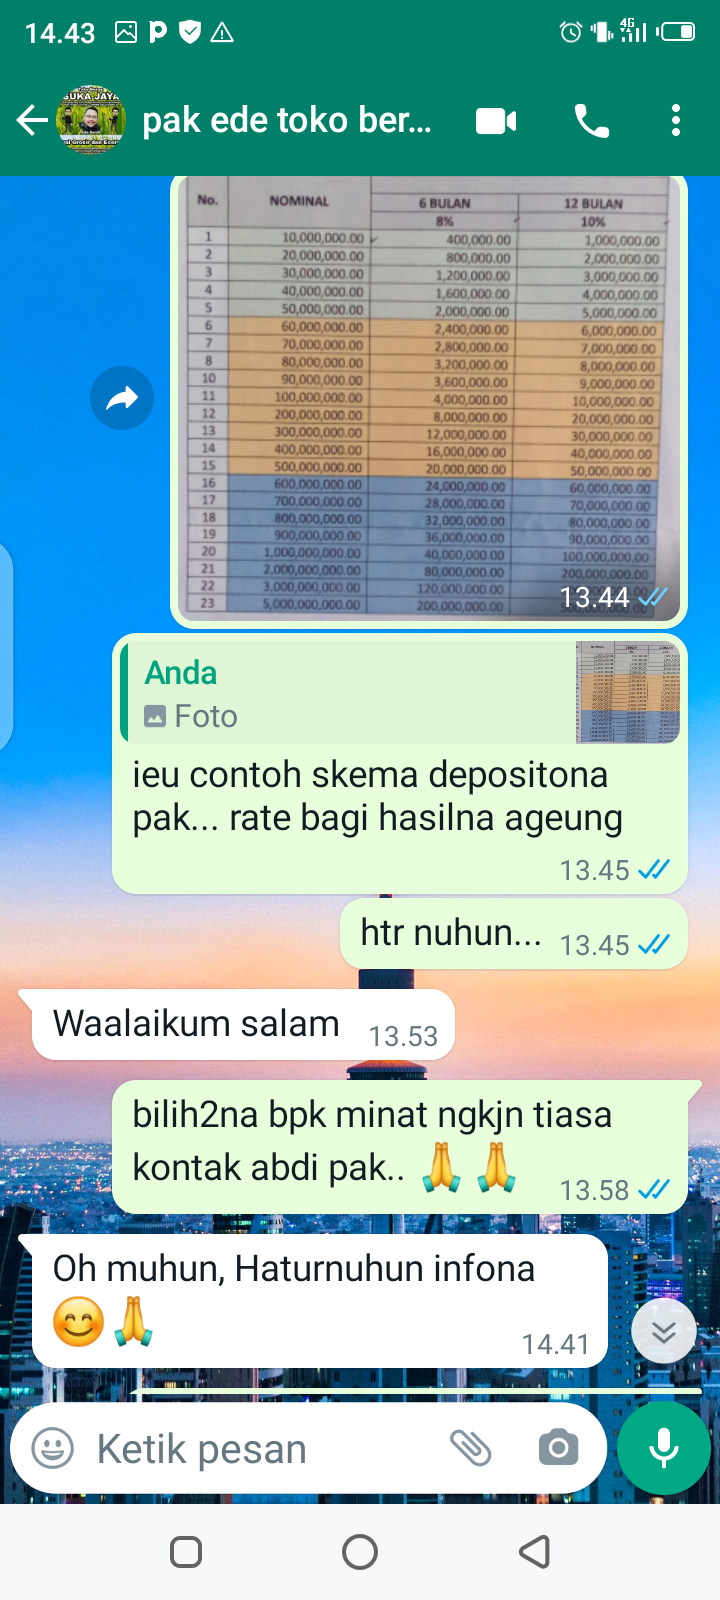 14.43
4G
SUKA JAYA
pak ede toko ber...
No. NOMINAL 6 BULAN 12 BULAN
8% 10%
1 10,000,000.00 400,000.00 1,000,000.00
2 20,000,000.00 800,000.00 2,000,000.00
3 30,000,000.00 1,200,000.00 3,000,000.00
4 40,000,000.00 1,600,000.00 4,000,000.00
5 50,000,000.00 2,000,000.00 5,000,000.00
6 60,000,000.00 2,400,000.00 6,000,000.00
7 70,000,000.00 2,800,000.00 7,000,000.00
8 80,000,000.00 3,200,000.00 8,000,000.00
10 90,000,000.00 3,600,000.00 9,000,000.00
11 100,000,000.00 4,000,000.00 10,000,000.00
12 200,000,000.00 8,000,000.00 20,000,000.00
13 300,000,000.00 12,000,000.00 30,000,000.00
14 400,000,000.00 16,000,000.00 40,000,000.00
15 500,000,000.00 20,000,000.00 50,000,000.00
16 600,000,000.00 24,000,000.00 60,000,000.00
17 700,000,000.00 28,000,000.00 70,000,000.00
18 800,000,000.00 32,000,000.00 80,000,000.00
19 900,000,000.00 36,000,000.00 90,000,000.00
20 1,000,000,000.00 40,000,000.00 100,000,000.00
21 2,000,000,000.00 80,000,000.00 200,000,000.00
22 3,000,000,000.00 120,000,000.00
23 5,000,000,000.00 200,000,000.00
13.44
Anda
Foto
ieu contoh skema depositona
pak... rate bagi hasilna ageung
13.45
htr nuhun... 13.45
Waalaikum salam 13.53
bilih2na bpk minat ngkjn tiasa
kontak abdi pak.. 🙏 🙏 13.58
Oh muhun, Haturnuhun infona
😊🙏 14.41
Ketik pesan